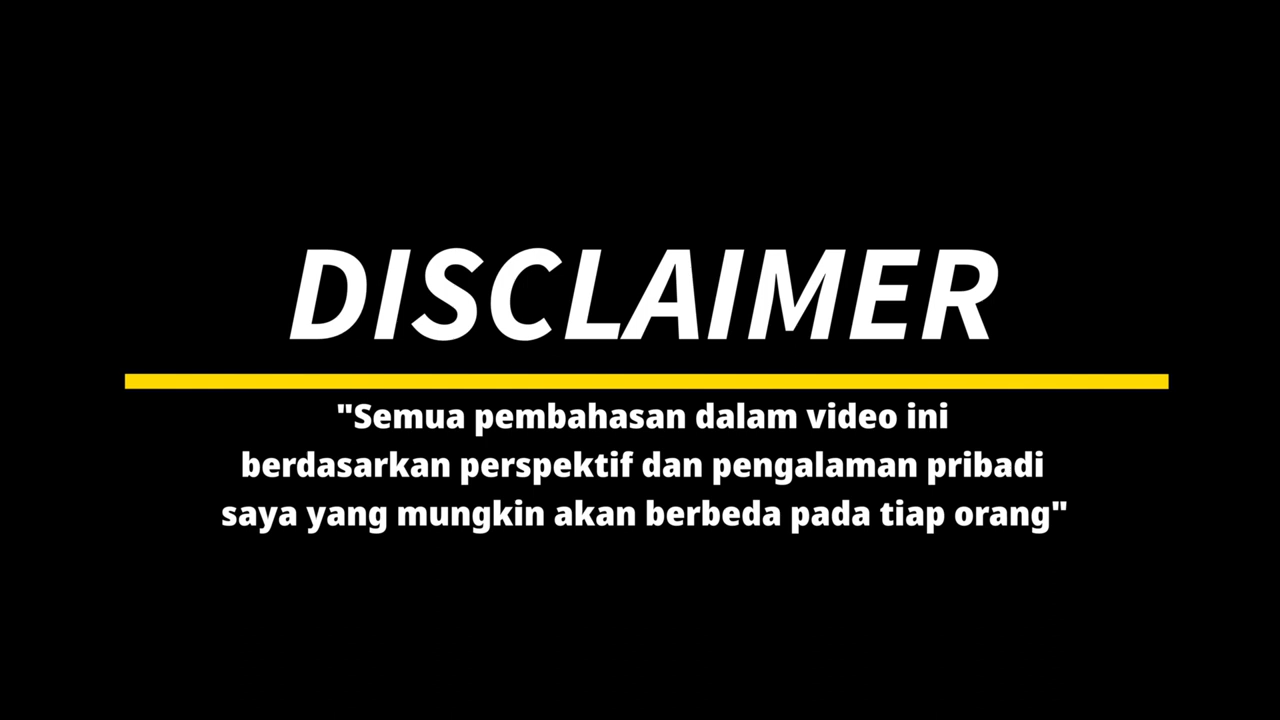 DISCLAIMER
"Semua pembahasan dalam video ini
berdasarkan perspektif dan pengalaman pribadi
saya yang mungkin akan berbeda pada tiap orang"